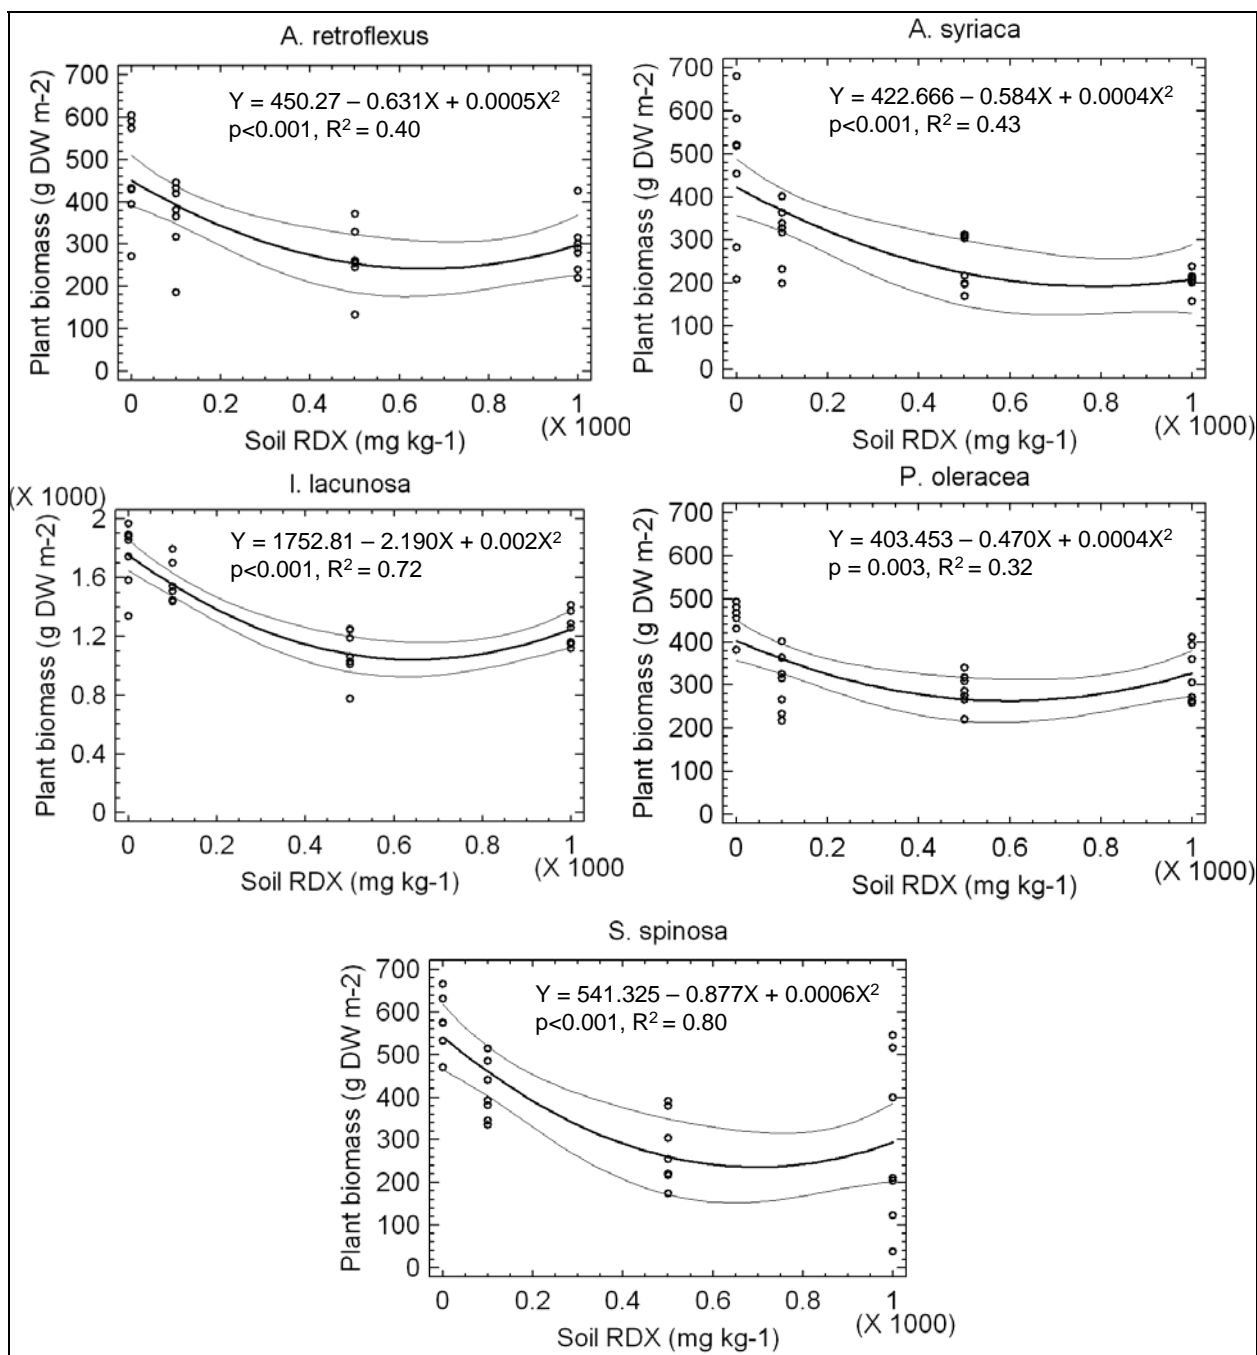 A. retroflexus
Plant biomass (g DW m-2)
700
600
500
400
300
200
100
0
Y = 450.27 – 0.631X + 0.0005X²
p<0.001, R² = 0.40
0 0.2 0.4 0.6 0.8 1
(X 1000
Soil RDX (mg kg-1)
A. syriaca
Plant biomass (g DW m-2)
700
600
500
400
300
200
100
0
Y = 422.666 – 0.584X + 0.0004X²
p<0.001, R² = 0.43
0 0.2 0.4 0.6 0.8 1
(X 1000)
Soil RDX (mg kg-1)
I. lacunosa
(X 1000)
Plant biomass (g DW m-2)
2
1.6
1.2
0.8
0.4
0
Y = 1752.81 – 2.190X + 0.002X²
p<0.001, R² = 0.72
0 0.2 0.4 0.6 0.8 1
(X 1000
Soil RDX (mg kg-1)
P. oleracea
Plant biomass (g DW m-2)
700
600
500
400
300
200
100
0
Y = 403.453 – 0.470X + 0.0004X²
p = 0.003, R² = 0.32
0 0.2 0.4 0.6 0.8 1
(X 1000)
Soil RDX (mg kg-1)
S. spinosa
Plant biomass (g DW m-2)
700
600
500
400
300
200
100
0
Y = 541.325 – 0.877X + 0.0006X²
p<0.001, R² = 0.80
0 0.2 0.4 0.6 0.8 1
(X 1000)
Soil RDX (mg kg-1)